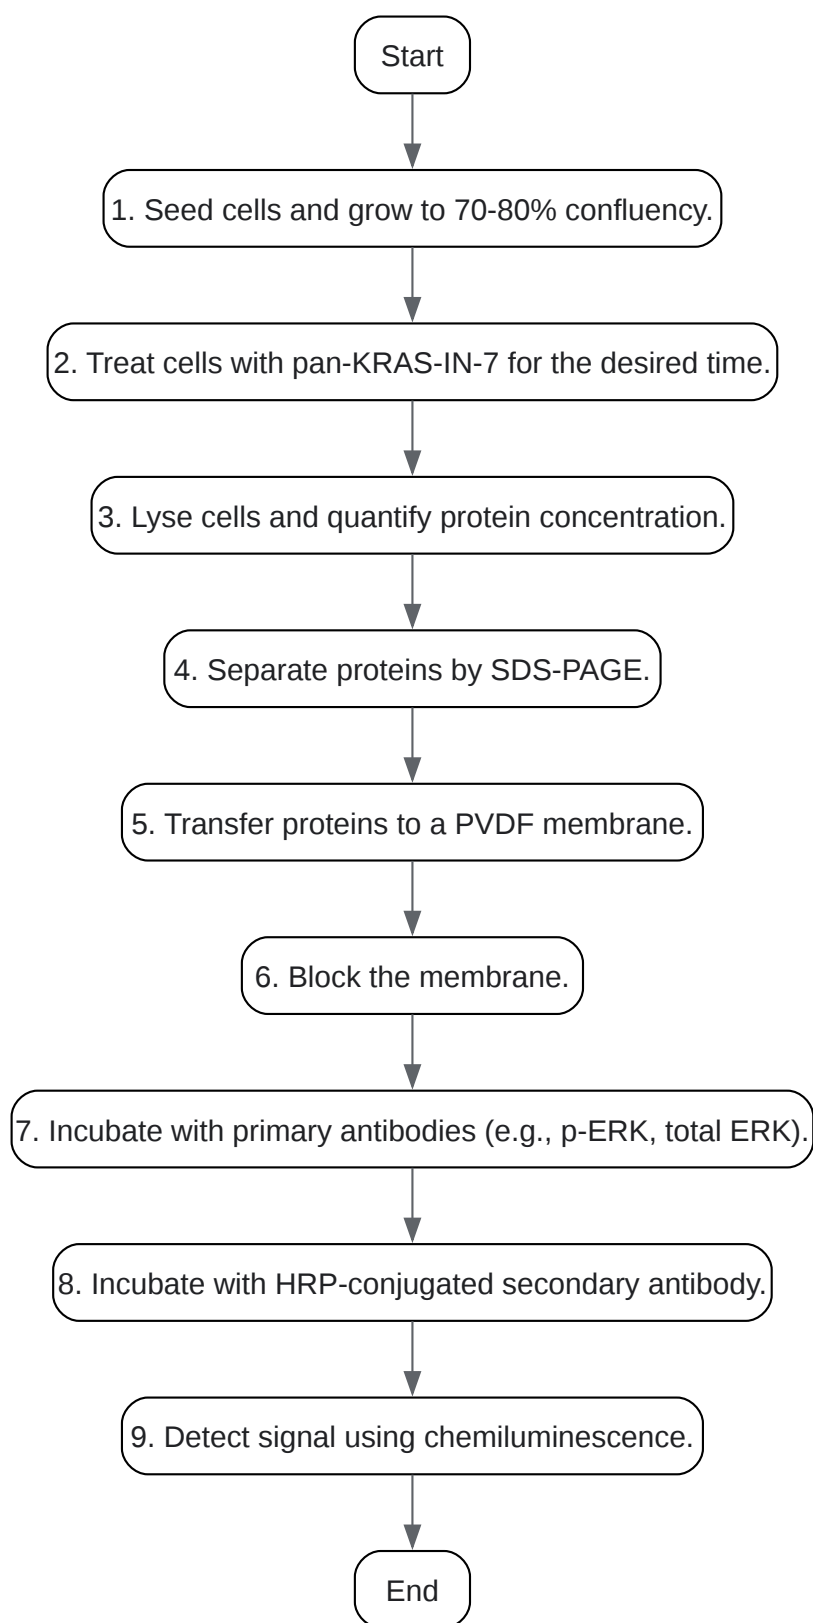 Start
1. Seed cells and grow to 70-80% confluency.
2. Treat cells with pan-KRAS-IN-7 for the desired time.
3. Lyse cells and quantify protein concentration.
4. Separate proteins by SDS-PAGE.
5. Transfer proteins to a PVDF membrane.
6. Block the membrane.
7. Incubate with primary antibodies (e.g., p-ERK, total ERK).
8. Incubate with HRP-conjugated secondary antibody.
9. Detect signal using chemiluminescence.
End